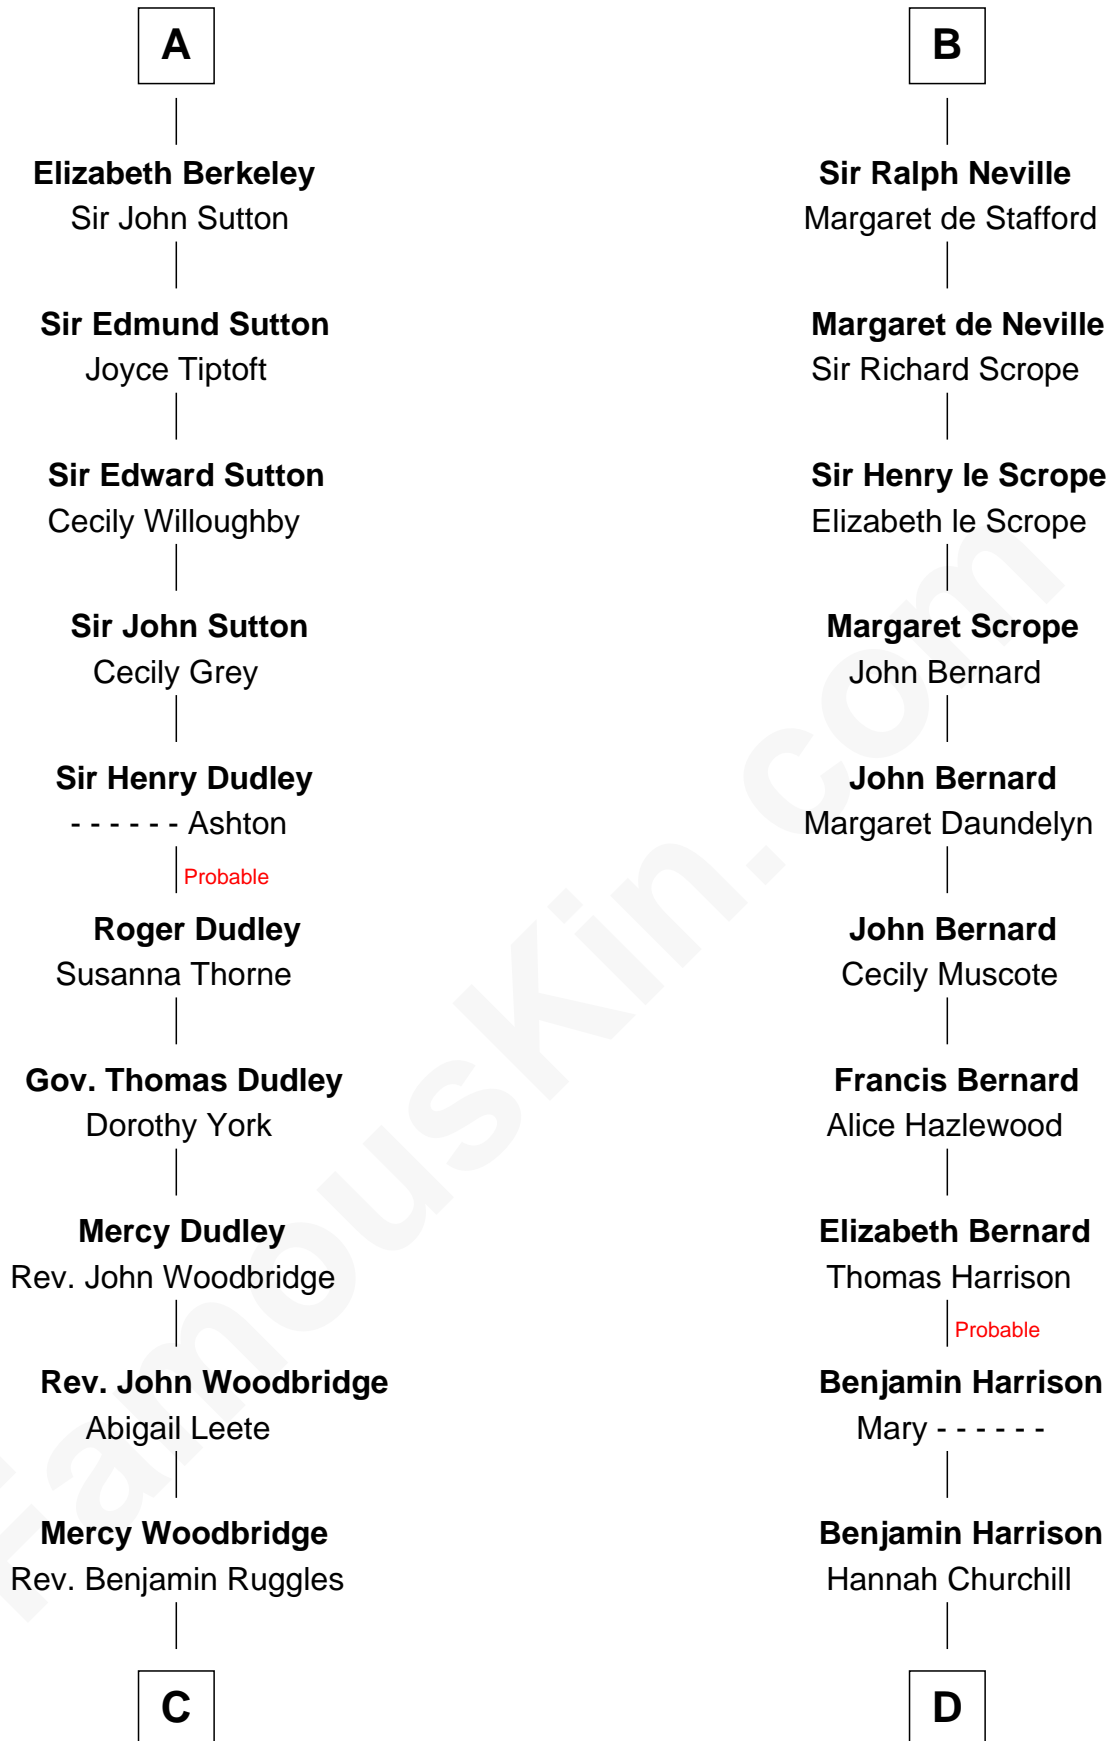 A
Elizabeth Berkeley
Sir John Sutton
Sir Edmund Sutton
Joyce Tiptoft
Sir Edward Sutton
Cecily Willoughby
Sir John Sutton
Cecily Grey
Sir Henry Dudley
- - - - - - Ashton
Probable
Roger Dudley
Susanna Thorne
Gov. Thomas Dudley
Dorothy York
Mercy Dudley
Rev. John Woodbridge
Rev. John Woodbridge
Abigail Leete
Mercy Woodbridge
Rev. Benjamin Ruggles
C
B
Sir Ralph Neville
Margaret de Stafford
Margaret de Neville
Sir Richard Scrope
Sir Henry le Scrope
Elizabeth le Scrope
Margaret Scrope
John Bernard
John Bernard
Margaret Daundelyn
John Bernard
Cecily Muscote
Francis Bernard
Alice Hazlewood
Elizabeth Bernard
Thomas Harrison
Probable
Benjamin Harrison
Mary - - - - - -
Benjamin Harrison
Hannah Churchill
D
FamousKin.com